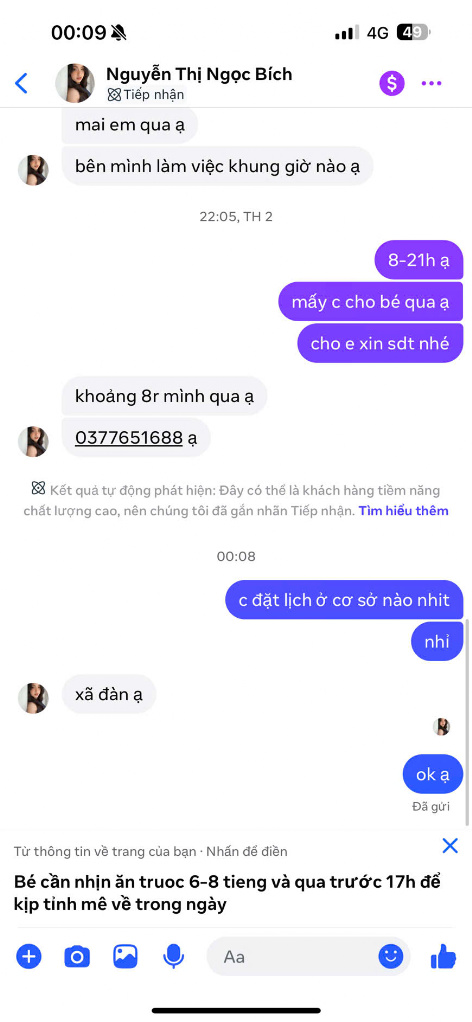 00:09
4G
49
Nguyễn Thị Ngọc Bích
Tiếp nhận
mai em qua ạ
bên mình làm việc khung giờ nào ạ
22:05, TH 2
8-21h ạ
mấy c cho bé qua ạ
cho e xin sdt nhé
khoảng 8r mình qua ạ
0377651688 ạ
Kết quả tự động phát hiện: Đây có thể là khách hàng tiềm năng
chất lượng cao, nên chúng tôi đã gắn nhãn Tiếp nhận. Tìm hiểu thêm
00:08
c đặt lịch ở cơ sở nào nhit
nhỉ
xã đàn ạ
ok ạ
Đã gửi
Từ thông tin về trang của bạn · Nhấn để điền
Bé cần nhịn ăn truoc 6-8 tieng và qua trước 17h để
kịp tỉnh mê về trong ngày
Aa